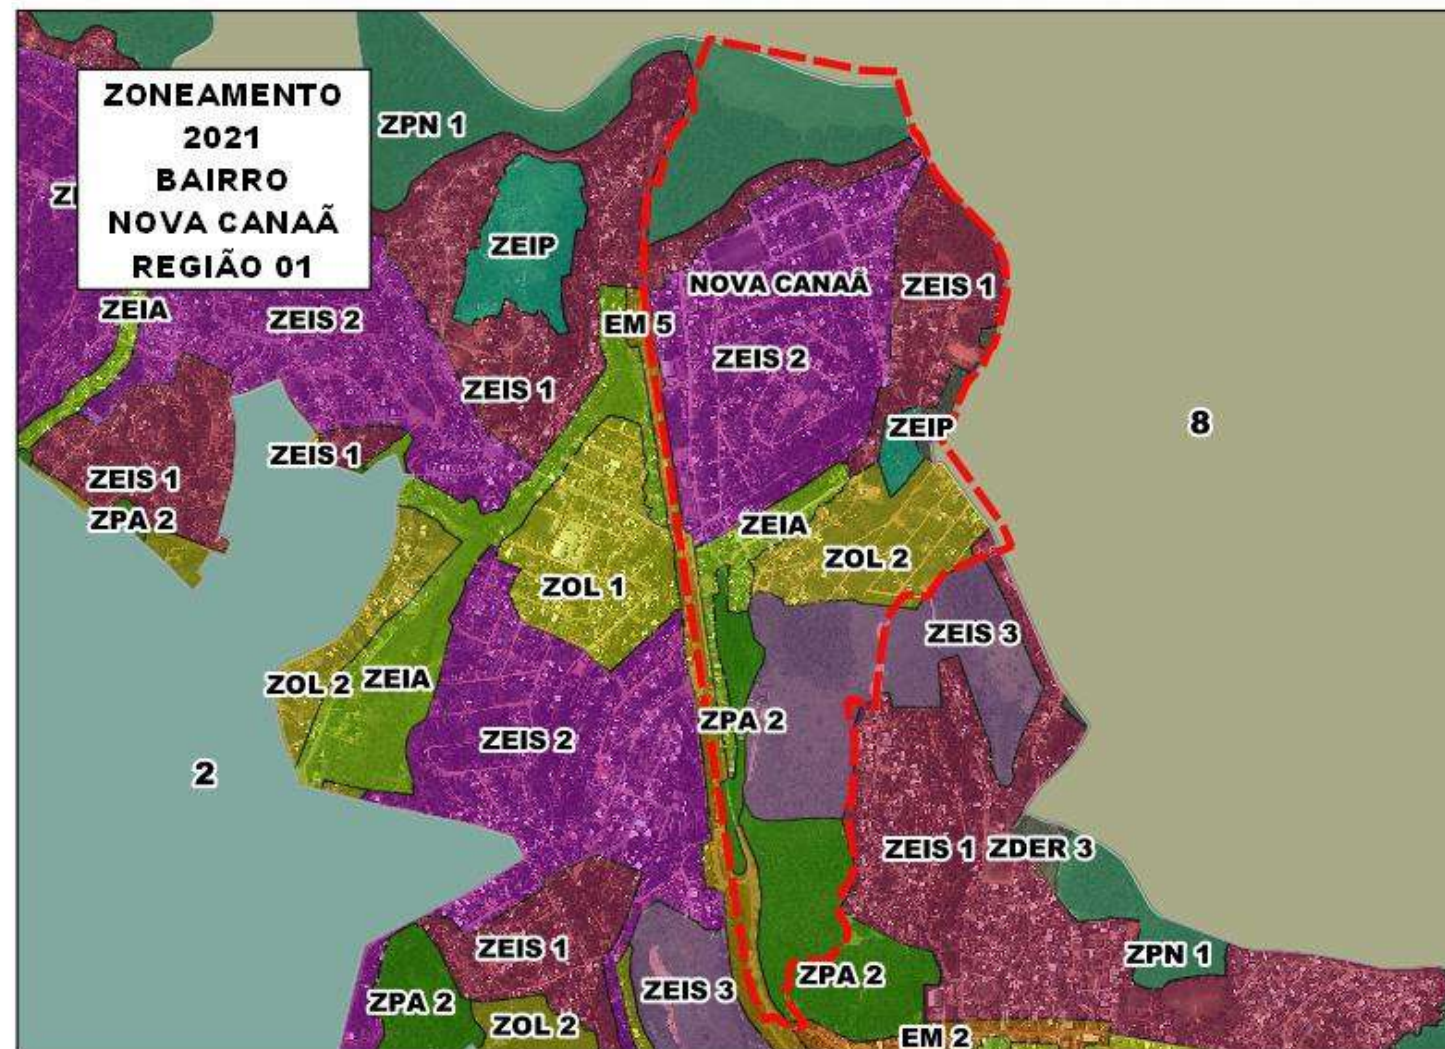 ZONEAMENTO
2021
BAIRRO
NOVA CANAÃ
REGIÃO 01
ZPN 1
ZEIP
ZEIA
ZEIS 2
EM 5
NOVA CANAÃ
ZEIS 1
ZEIS 2
ZEIS 1
ZEIP
8
ZEIS 1
ZEIS 1
ZPA 2
ZEIA
ZOL 2
ZOL 1
ZEIS 3
ZOL 2
ZEIA
ZPA 2
ZEIS 2
2
ZEIS 1
ZDER 3
ZEIS 1
ZPN 1
ZPA 2
ZEIS 3
ZPA 2
ZOL 2
EM 2